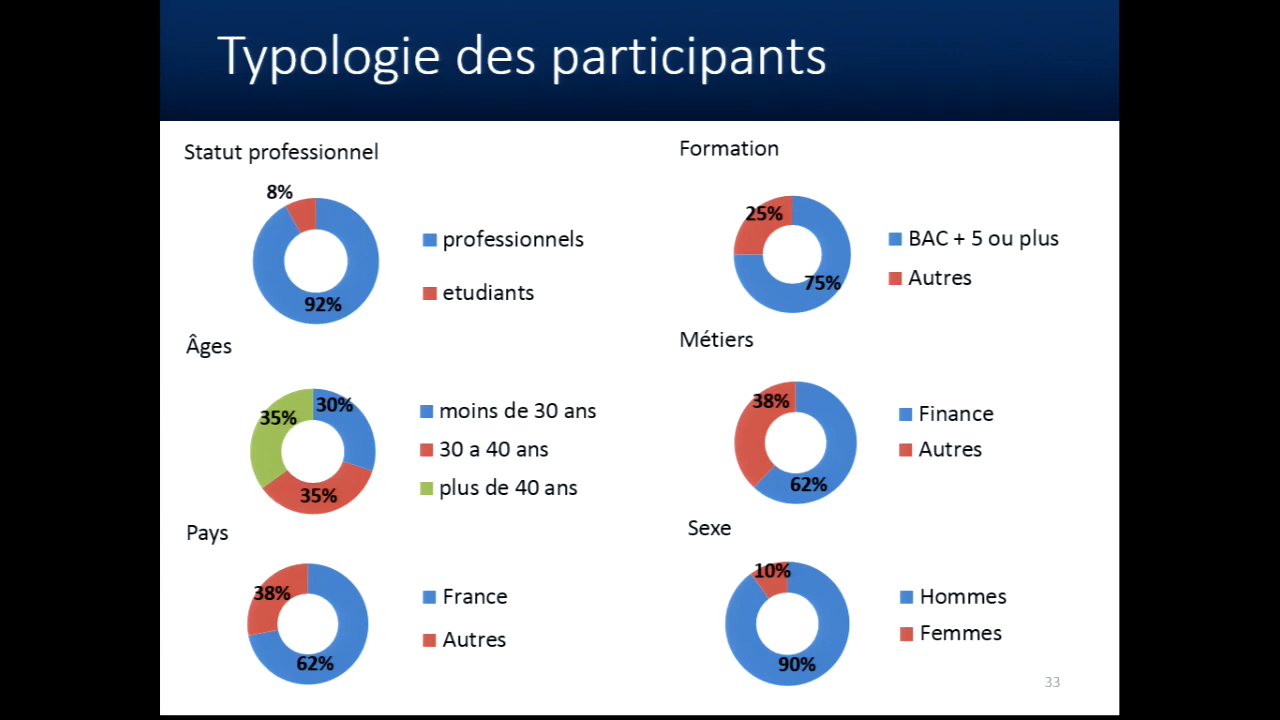 Typologie des participants
Statut professionnel
8%
92%
professionnels
etudiants
Formation
25%
75%
BAC + 5 ou plus
Autres
Âges
35%
30%
35%
moins de 30 ans
30 a 40 ans
plus de 40 ans
Métiers
38%
62%
Finance
Autres
Pays
38%
62%
France
Autres
Sexe
10%
90%
Hommes
Femmes
33